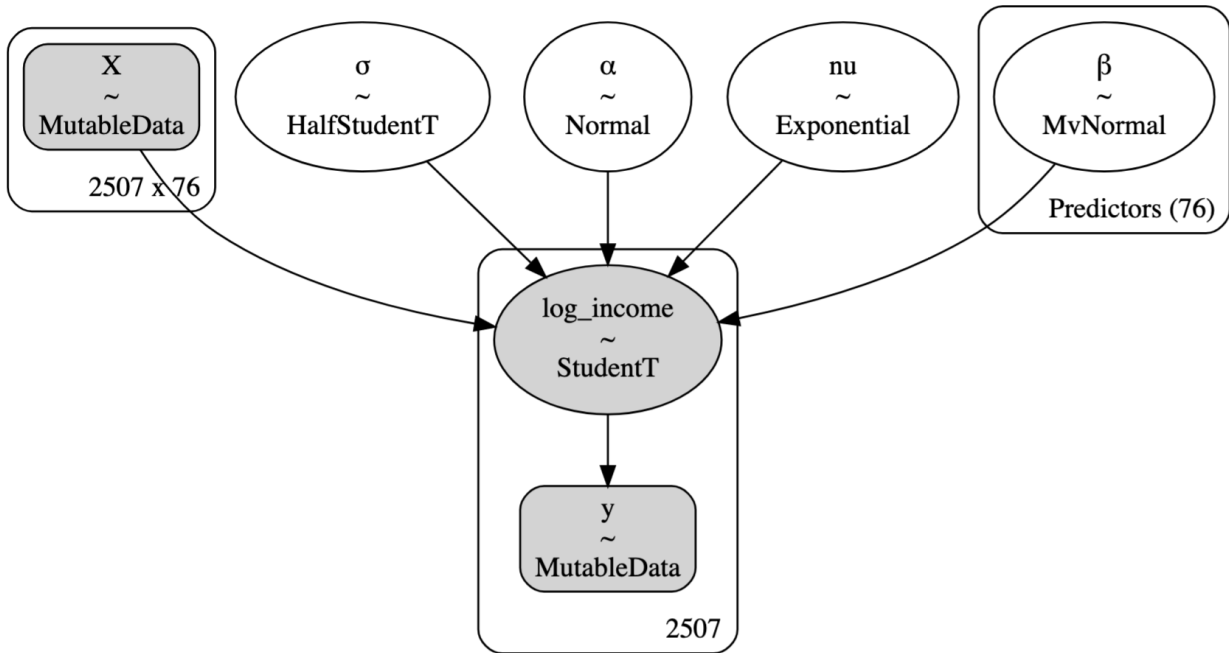 X
~
MutableData
2507 x 76
σ
~
HalfStudentT
α
~
Normal
nu
~
Exponential
β
~
MvNormal
Predictors (76)
log_income
~
StudentT
y
~
MutableData
2507